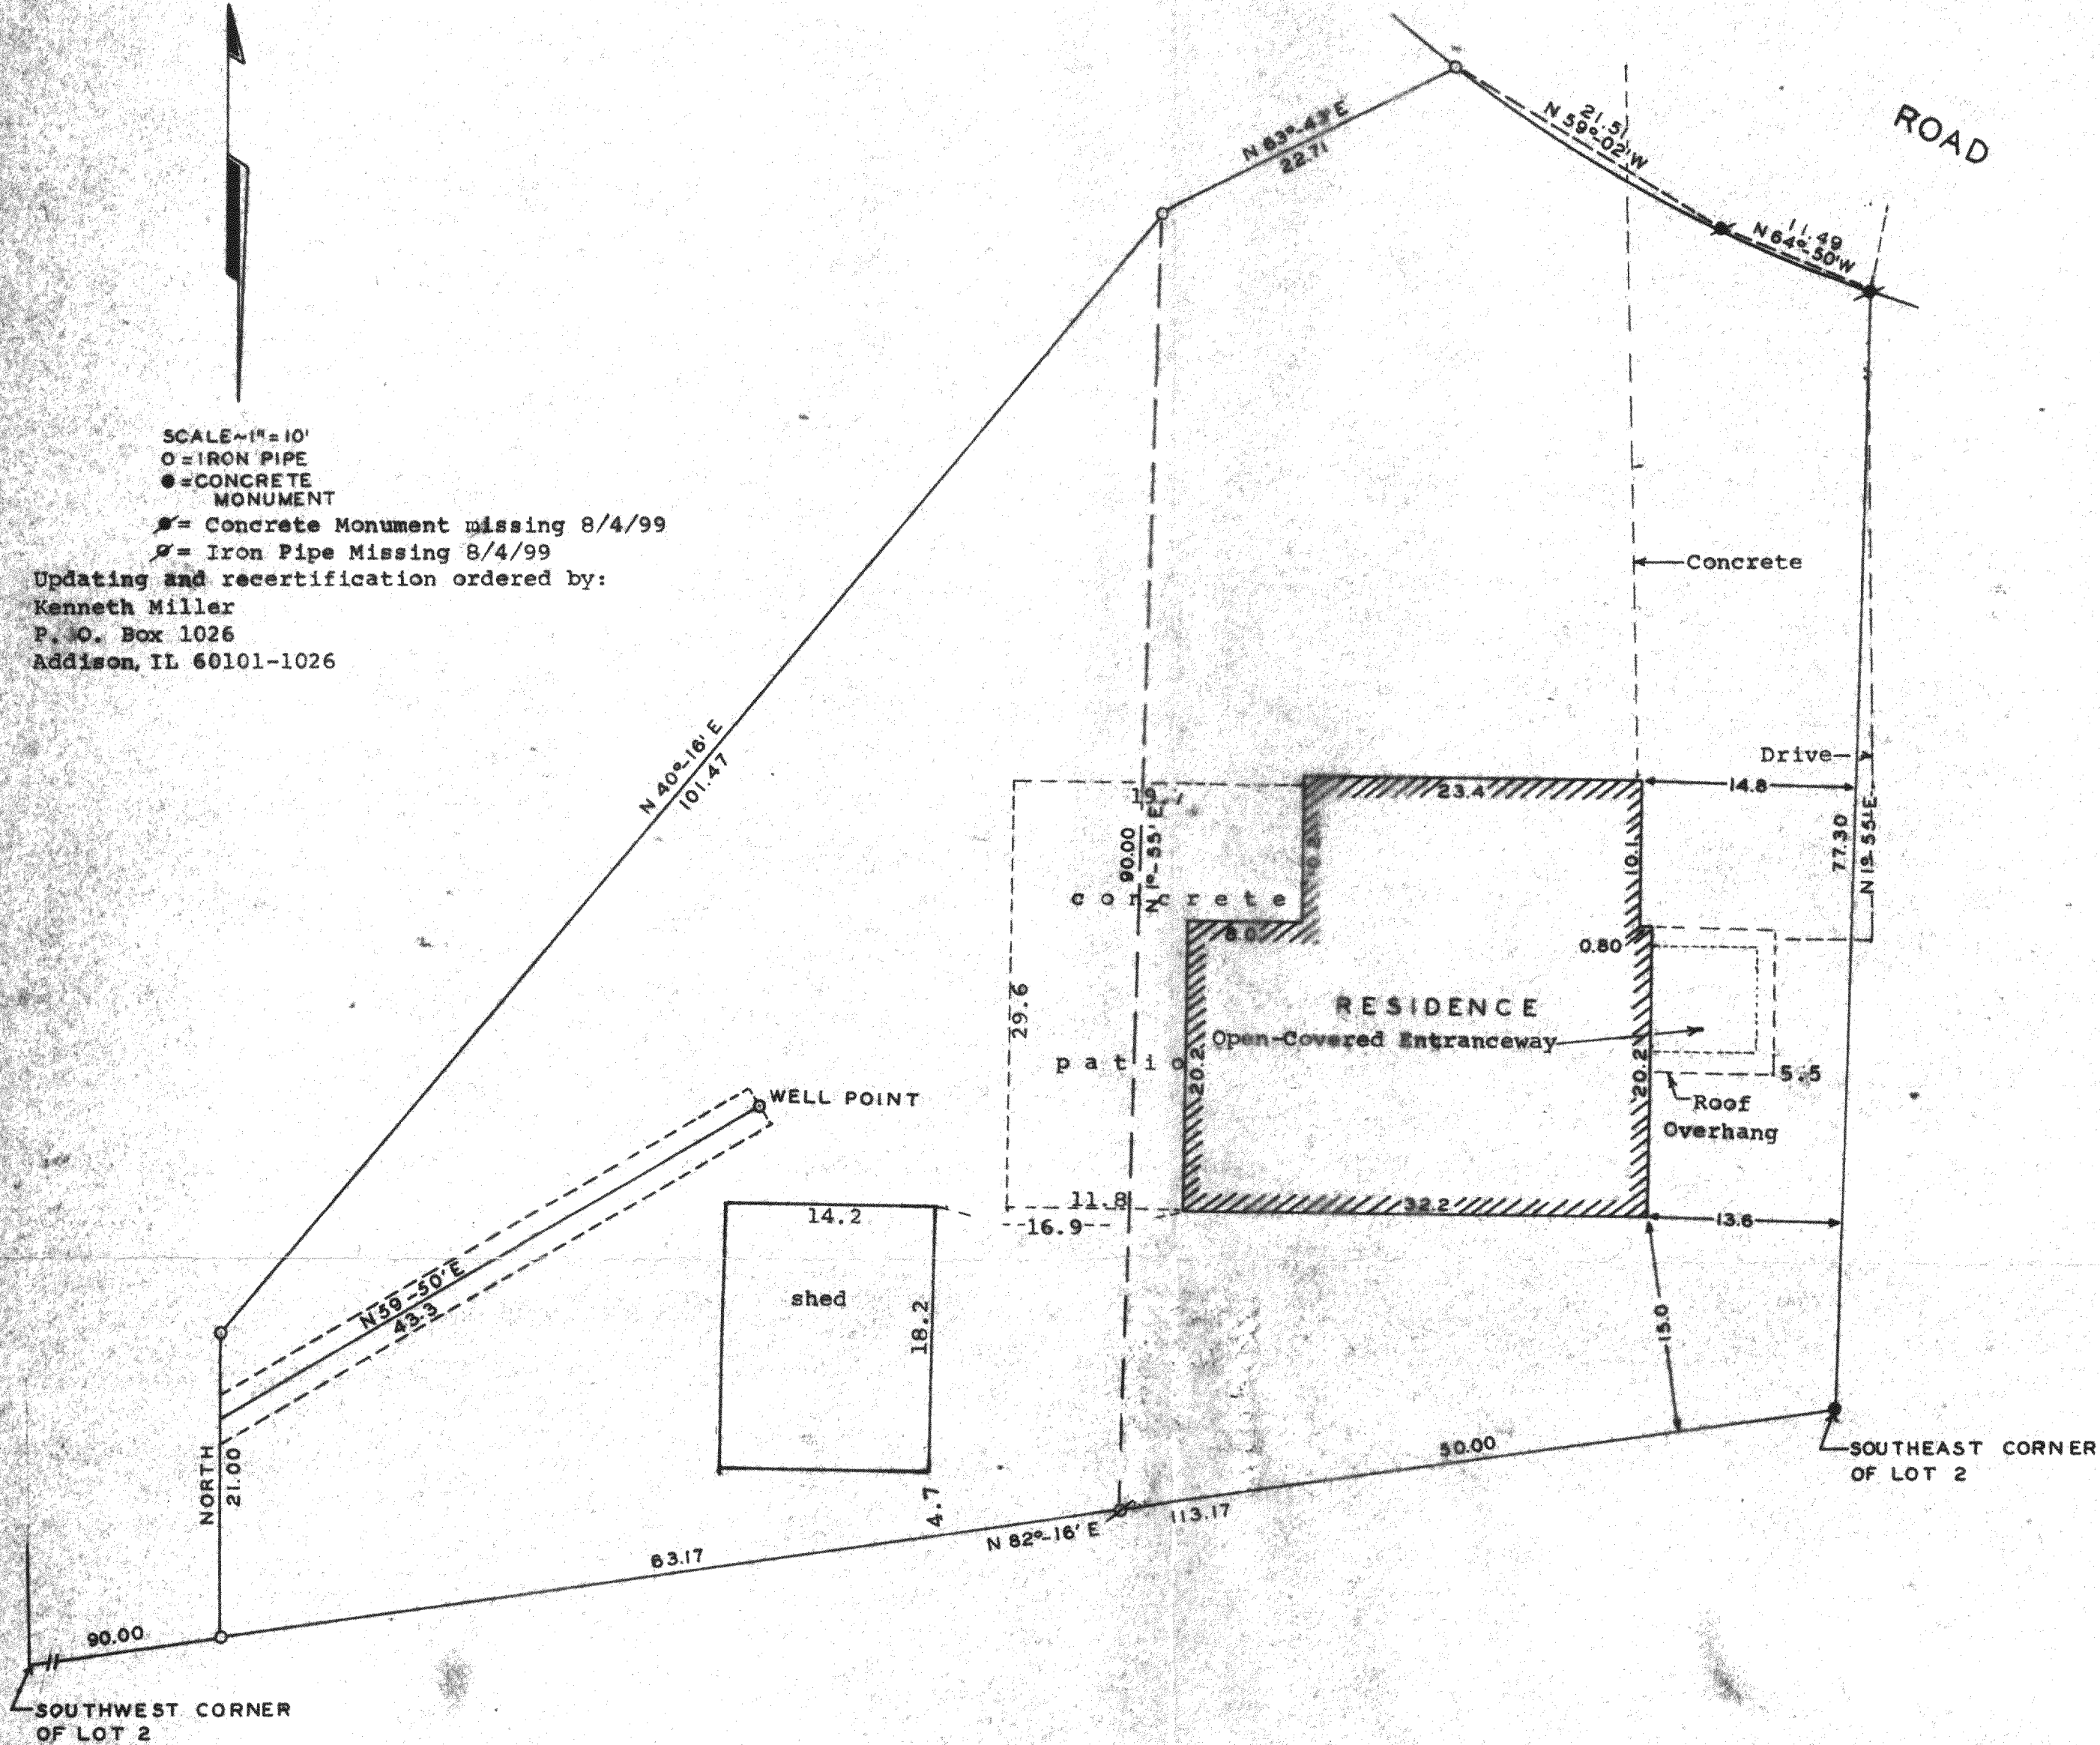 ROAD
N 63°-43' E
22.71
21.51
N 59°-02' W
11.49
N 64°-50' W
SCALE~1"=10'
O =IRON PIPE
●=CONCRETE
MONUMENT
= Concrete Monument missing 8/4/99
= Iron Pipe Missing 8/4/99
Updating and recertification ordered by:
Kenneth Miller
P. O. Box 1026
Addison, IL 60101-1026
Concrete
Drive
N 40°-16' E
101.47
23.4
14.8
90.00
N 1°-55' E
77.30
N 1°-55' E
10.1
concrete
8.0
0.80
29.6
RESIDENCE
Open-Covered Entranceway
patio
20.2
20.2
5.5
Roof
Overhang
WELL POINT
11.8
16.9
32.2
13.6
14.2
shed
18.2
N 59-50' E
43.3
15.0
NORTH
21.00
4.7
50.00
SOUTHEAST CORNER
OF LOT 2
113.17
N 82°-16' E
63.17
90.00
SOUTHWEST CORNER
OF LOT 2